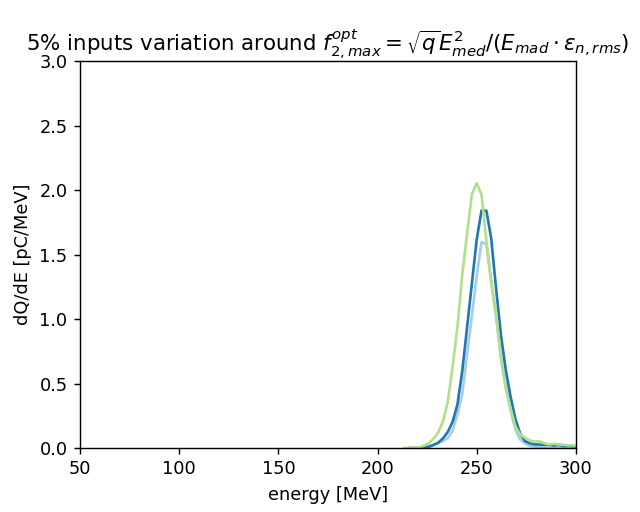 5% inputs variation around $f_{2,max}^{opt} = \sqrt{q}E_{med}^{2}/(E_{mad} \cdot \varepsilon_{n,rms})$
3.0
2.5
2.0
1.5
1.0
0.5
0.0
dQ/dE [pC/MeV]
50 100 150 200 250 300
energy [MeV]